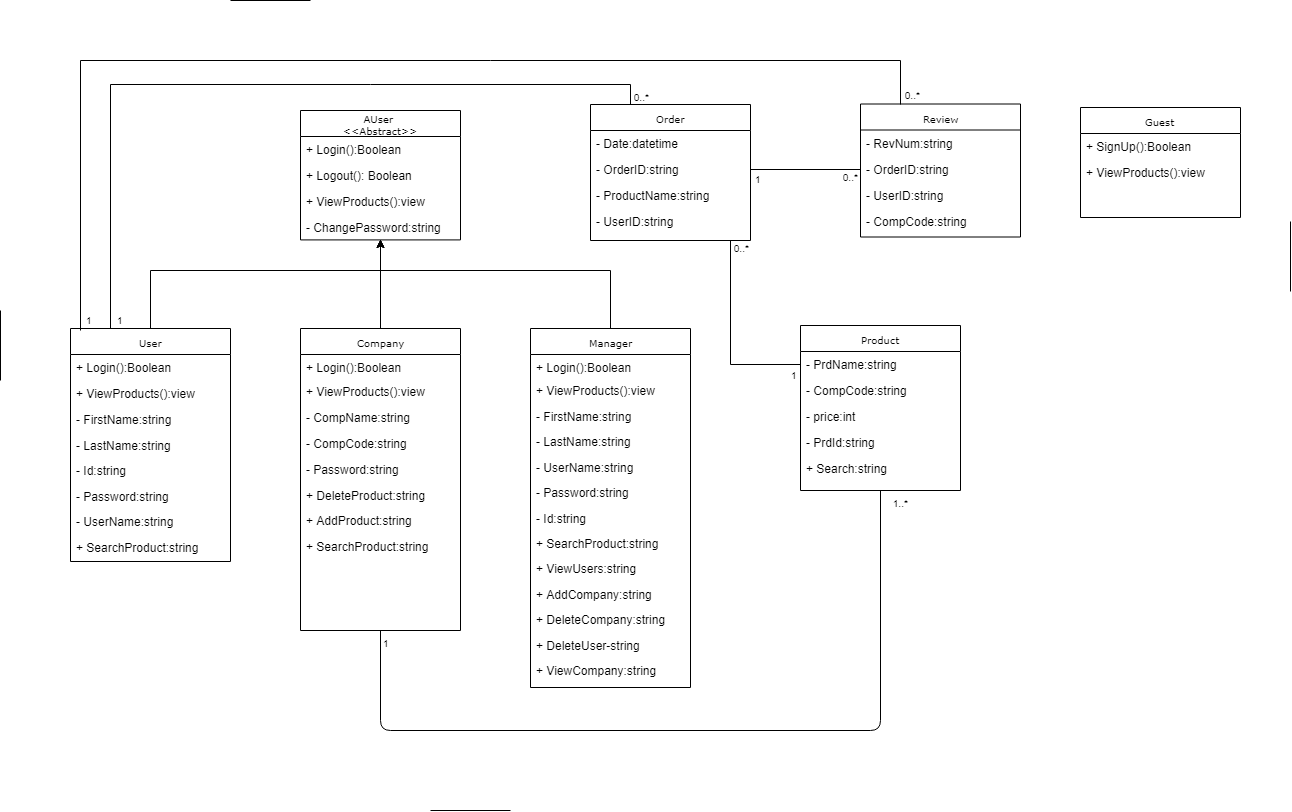 0..*
0..*
AUser
<<Abstract>>
+ Login():Boolean
+ Logout(): Boolean
+ ViewProducts():view
- ChangePassword:string
Order
- Date:datetime
- OrderID:string
- ProductName:string
- UserID:string
1
0..*
0..*
Review
- RevNum:string
- OrderID:string
- UserID:string
- CompCode:string
Guest
+ SignUp():Boolean
+ ViewProducts():view
1
1
User
+ Login():Boolean
+ ViewProducts():view
- FirstName:string
- LastName:string
- Id:string
- Password:string
- UserName:string
+ SearchProduct:string
Company
+ Login():Boolean
+ ViewProducts():view
- CompName:string
- CompCode:string
- Password:string
+ DeleteProduct:string
+ AddProduct:string
+ SearchProduct:string
1
Manager
+ Login():Boolean
+ ViewProducts():view
- FirstName:string
- LastName:string
- UserName:string
- Password:string
- Id:string
+ SearchProduct:string
+ ViewUsers:string
+ AddCompany:string
+ DeleteCompany:string
+ DeleteUser-string
+ ViewCompany:string
1
Product
- PrdName:string
- CompCode:string
- price:int
- PrdId:string
+ Search:string
1..*